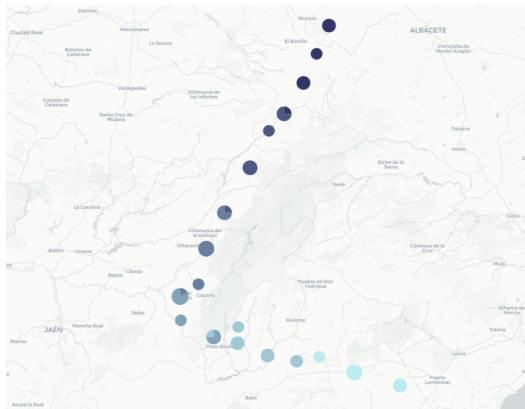 Daimiel
Munera
Ciudad Real
Manzanares
ALBACETE
La Solana
El Bonillo
Bolaños de
Calatrava
Chinchilla de
Monte-Aragón
Valdepeñas
Villanueva de
los Infantes
Calzada de
Calatrava
Santa Cruz de
Mudela
Tobarra
Hellín
Elche de la
Sierra
Yeste
La Carolina
Cieza
Villanueva del
Arzobispo
Villacarrillo
Caravaca de la
Cruz
Bailén
Linares
Mula
Baeza
Úbeda
Puebla de Don
Fadrique
Cazorla
Alhama de
Murcia
Jódar
Huéscar
JAÉN
Mancha Real
Totana
Martos
Pozo Alcón
Lorca
Puerto
Lumbreras
Baza
Alcalá la Real